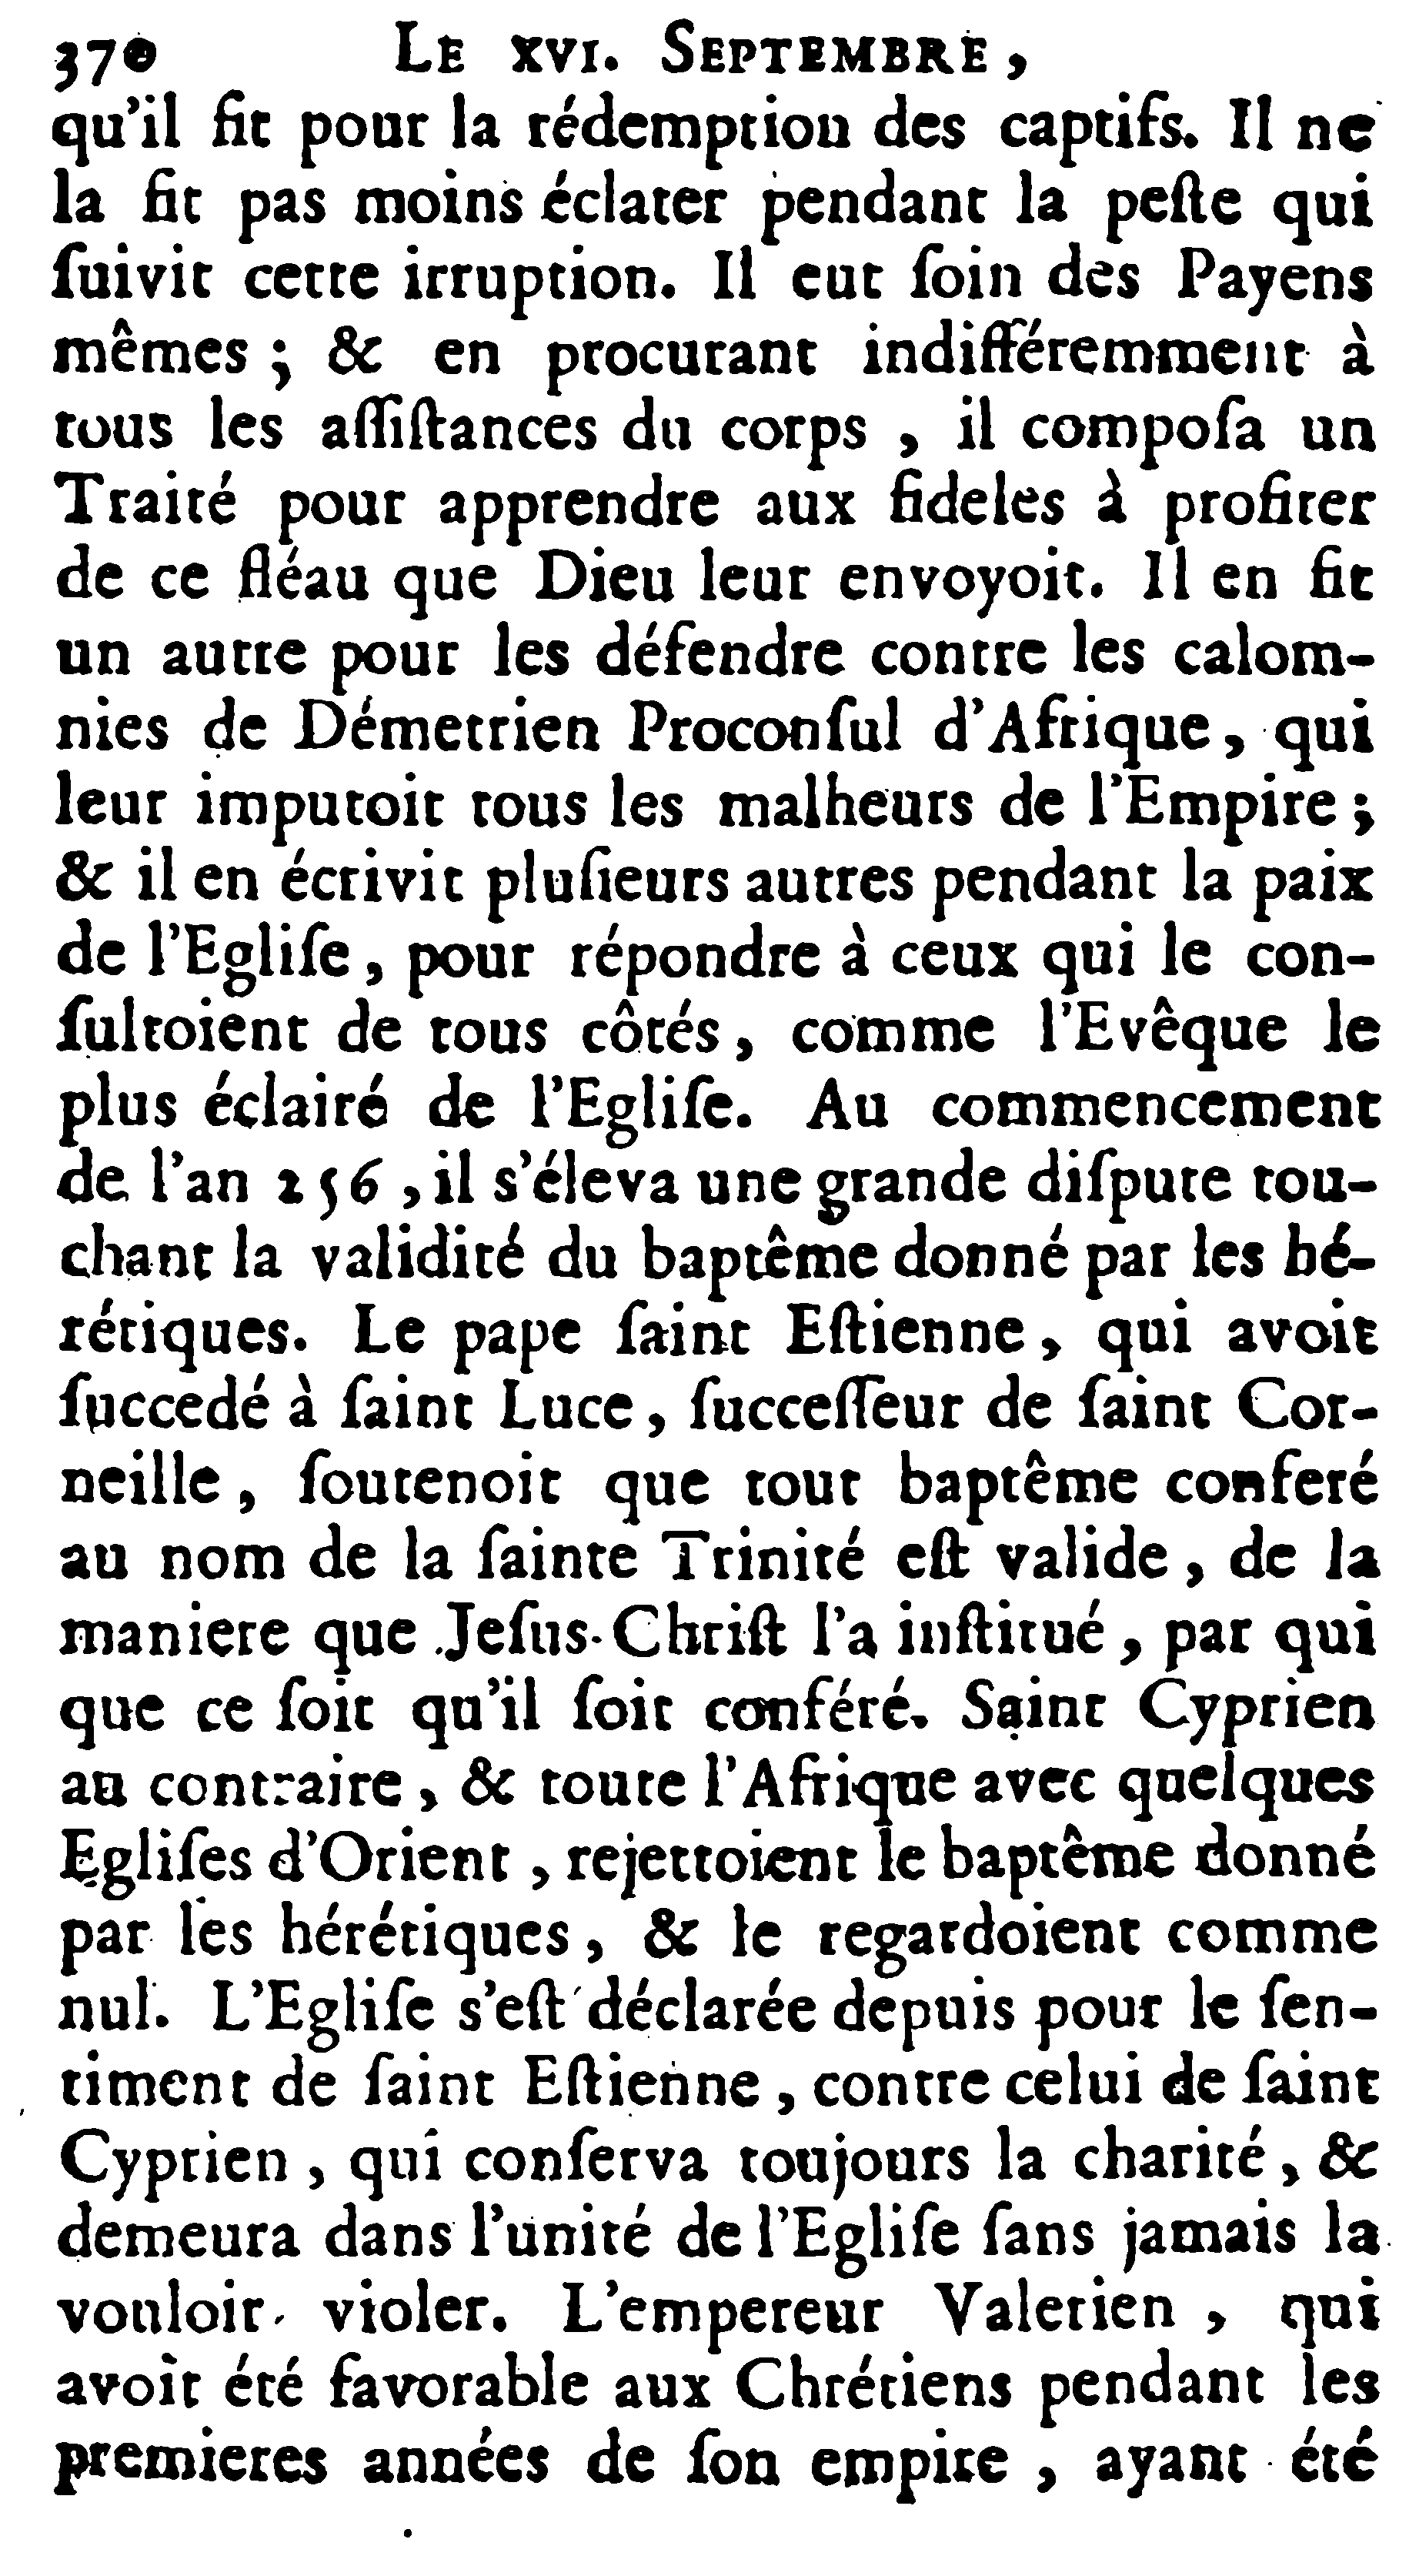 370 LE XVI. SEPTEMBRE,
qu'il fit pour la rédemption des captifs. Il ne
la fit pas moins éclater pendant la peſte qui
ſuivit cette irruption. Il eut ſoin des Payens
mêmes ; & en procurant indifféremment à
tous les aſſiſtances du corps , il compoſa un
Traité pour apprendre aux fideles à profiter
de ce fléau que Dieu leur envoyoit. Il en fit
un autre pour les défendre contre les calom-
nies de Démetrien Proconſul d'Afrique, qui
leur imputoit tous les malheurs de l'Empire ;
& il en écrivit pluſieurs autres pendant la paix
de l'Egliſe, pour répondre à ceux qui le con-
ſultoient de tous côtés, comme l'Evêque le
plus éclairé de l'Egliſe. Au commencement
de l'an 256, il s'éleva une grande diſpute tou-
chant la validité du baptême donné par les hé-
rétiques. Le pape ſaint Eſtienne, qui avoit
ſuccedé à ſaint Luce, ſucceſſeur de ſaint Cor-
neille, ſoutenoit que tout baptême conferé
au nom de la ſainte Trinité eſt valide, de la
maniere que Jeſus-Chriſt l'a inſtitué, par qui
que ce ſoit qu'il ſoit conféré. Saint Cyprien
au contraire, & toute l'Afrique avec quelques
Egliſes d'Orient, rejettoient le baptême donné
par les hérétiques, & le regardoient comme
nul. L'Egliſe s'eſt déclarée depuis pour le ſen-
timent de ſaint Eſtienne, contre celui de ſaint
Cyprien, qui conſerva toujours la charité, &
demeura dans l'unité de l'Egliſe ſans jamais la
vouloir violer. L'empereur Valerien , qui
avoit été favorable aux Chrétiens pendant les
premieres années de ſon empire , ayant été